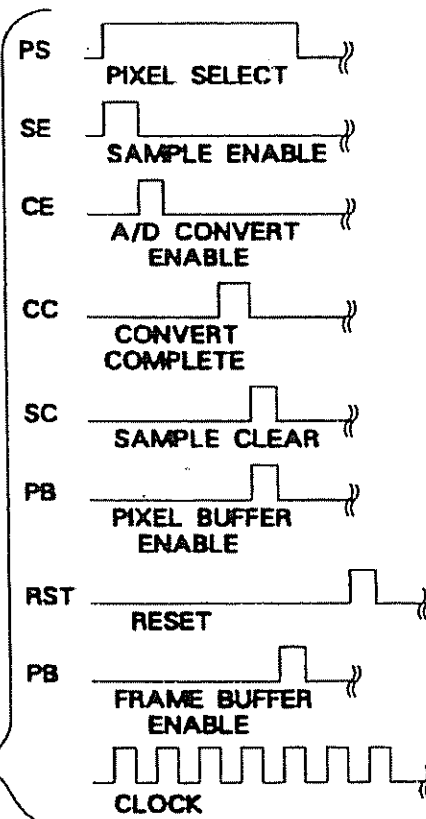 PS
PIXEL SELECT
SE
SAMPLE ENABLE
CE
A/D CONVERT
ENABLE
CC
CONVERT
COMPLETE
SC
SAMPLE CLEAR
PB
PIXEL BUFFER
ENABLE
RST
RESET
PB
FRAME BUFFER
ENABLE
CLOCK